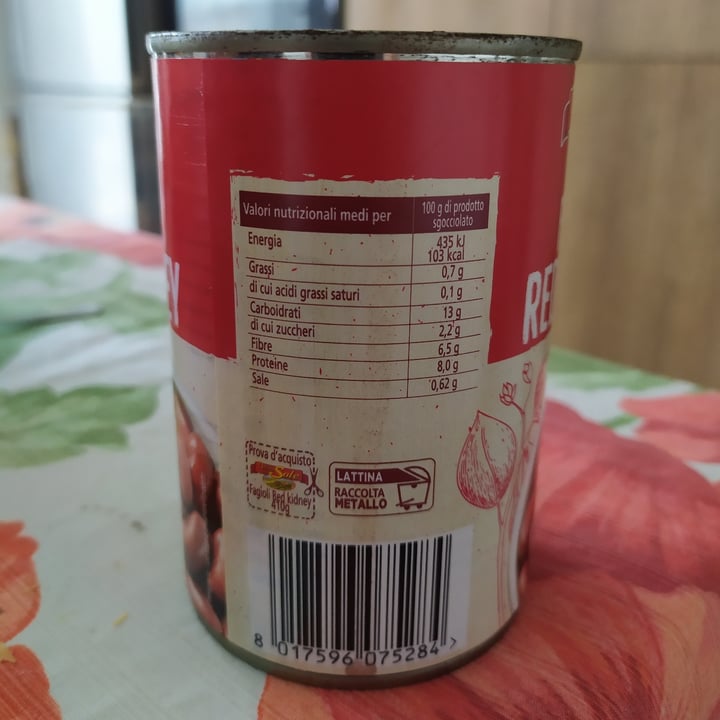 Valori nutrizionali medi per
100 g di prodotto
sgocciolato
Energia
435 kJ
103 kcal
Grassi 0,7 g
di cui acidi grassi saturi 0,1 g
Carboidrati 13 g
di cui zuccheri 2,2 g
Fibre 6,5 g
Proteine 8,0 g
Sale 0,62 g
RE
Y
Prova d'acquisto
Sole
Fagioli Red kidney
410g
LATTINA
RACCOLTA
METALLO
8 017596 075284 >